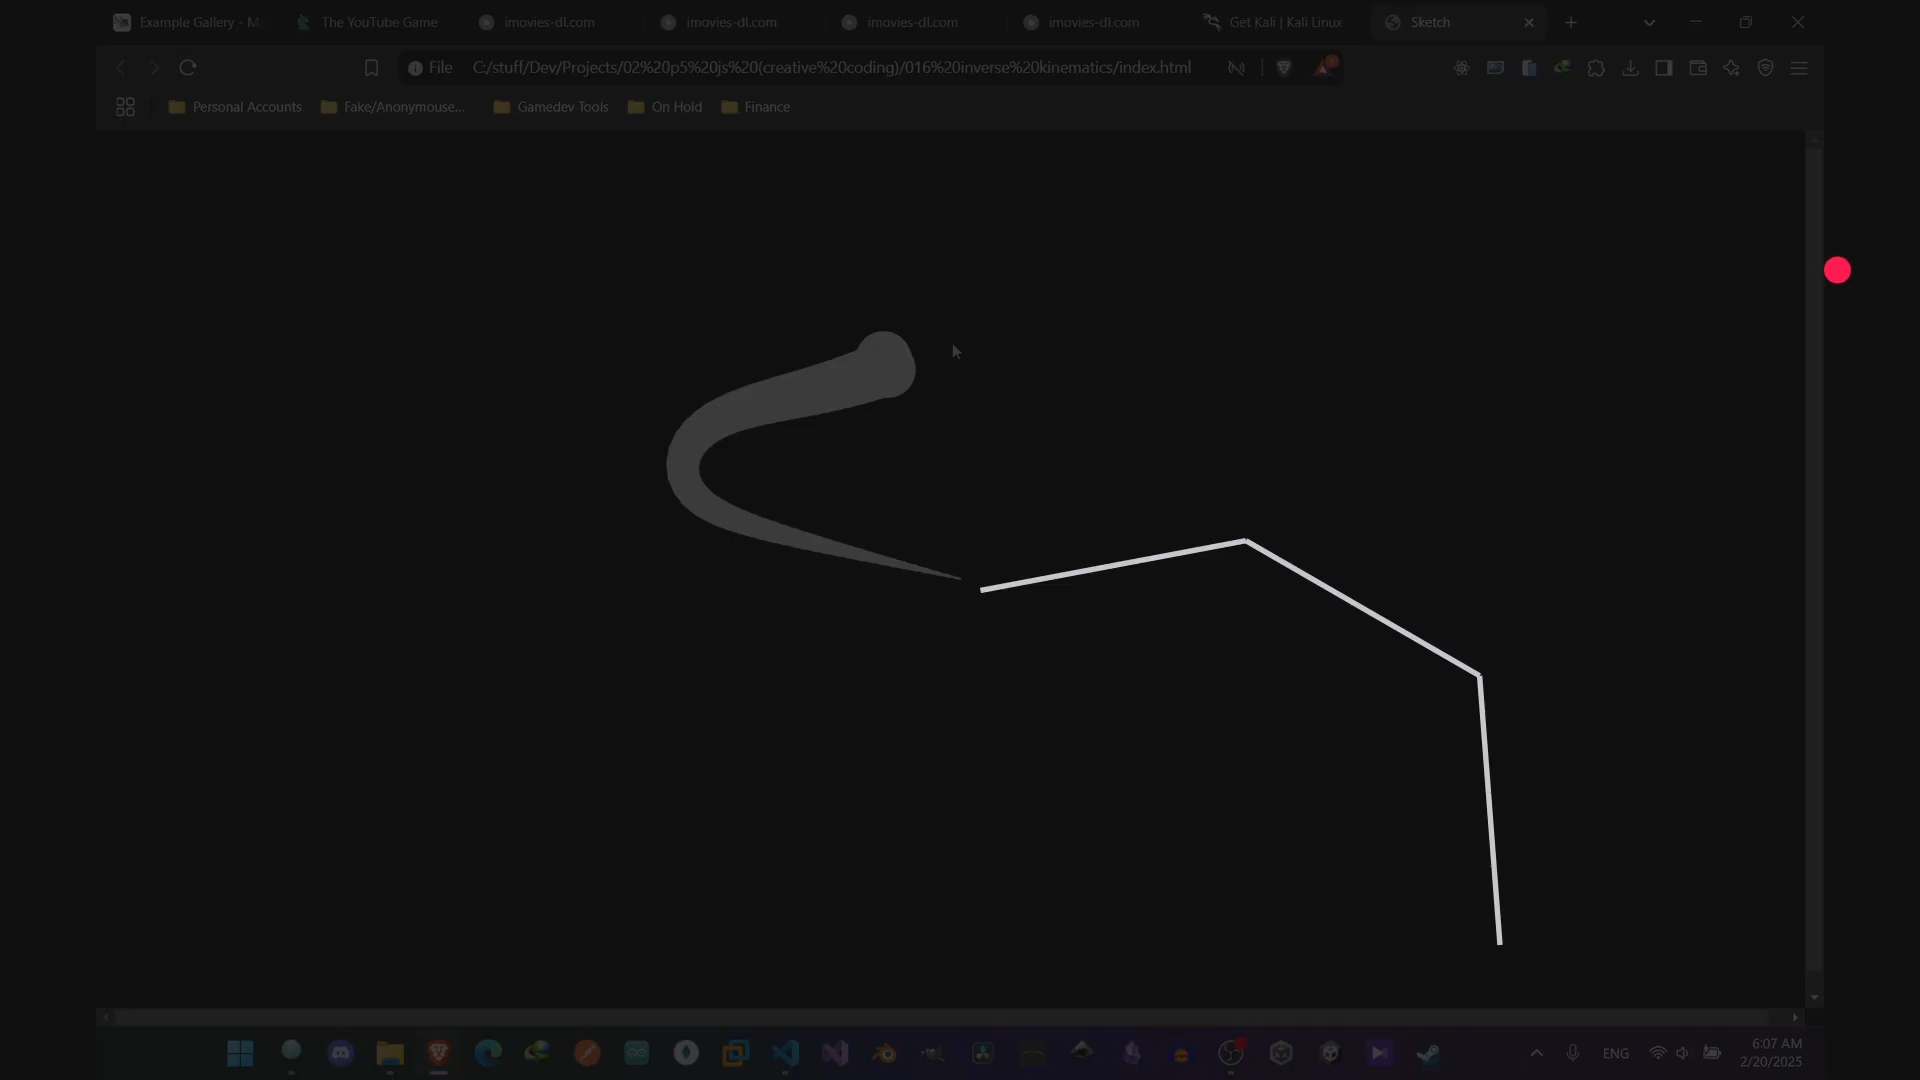 Example Gallery - Mo
The YouTube Game
imovies-dl.com
imovies-dl.com
imovies-dl.com
imovies-dl.com
Get Kali | Kali Linux
Sketch
File C:/stuff/Dev/Projects/02%20p5%20js%20(creative%20coding)/016%20inverse%20kinematics/index.html
Personal Accounts
Fake/Anonymouse...
Gamedev Tools
On Hold
Finance
ENG
6:07 AM
2/20/2025